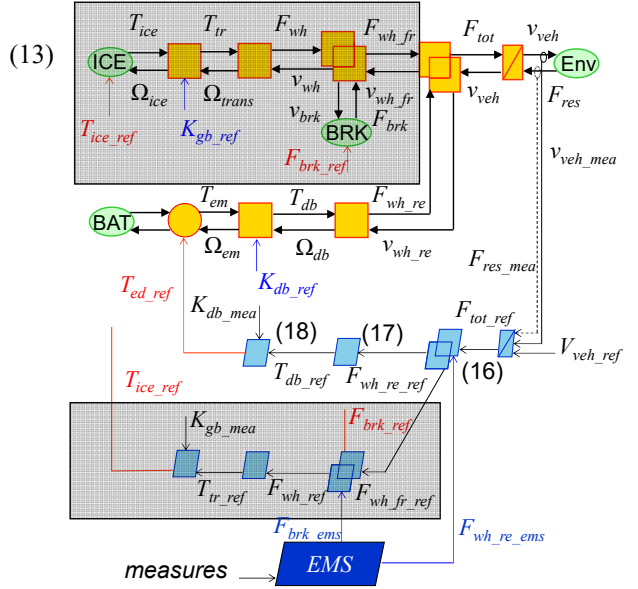 (13)
T_ice T_tr F_wh F_wh_fr F_tot v_veh
ICE BRK Env
Ω_ice Ω_trans v_wh v_wh_fr v_veh F_res
v_brk F_brk
T_ice_ref K_gb_ref F_brk_ref
v_veh_mea
T_em T_db F_wh_re
BAT
Ω_em Ω_db v_wh_re
F_res_mea
T_ed_ref K_db_ref
K_db_mea F_tot_ref
(18) (17) (16)
T_db_ref F_wh_re_ref V_veh_ref
T_ice_ref
K_gb_mea F_brk_ref
T_tr_ref F_wh_ref F_wh_fr_ref
F_brk_ems F_wh_re_ems
measures EMS